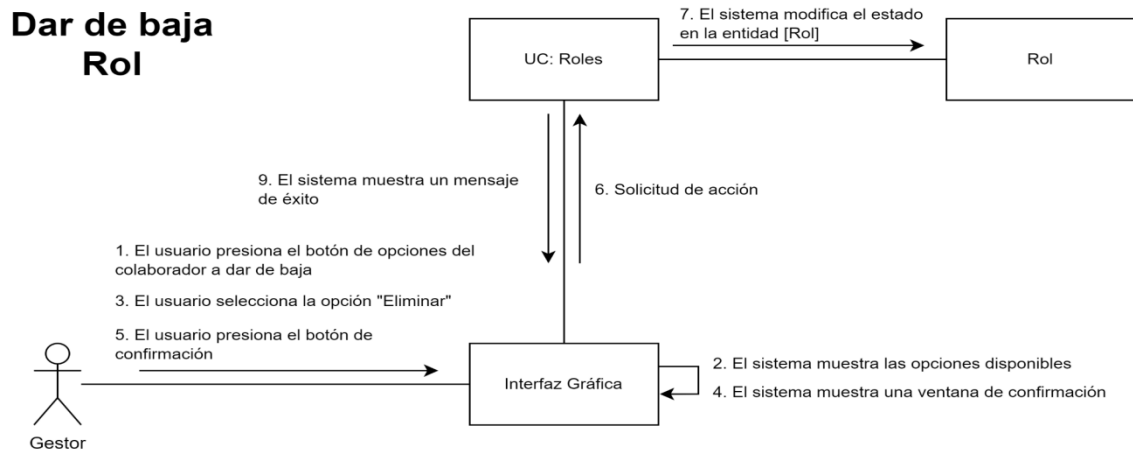 Dar de baja
Rol
7. El sistema modifica el estado
en la entidad [Rol]
UC: Roles
Rol
9. El sistema muestra un mensaje
de éxito
6. Solicitud de acción
1. El usuario presiona el botón de opciones del
colaborador a dar de baja
3. El usuario selecciona la opción "Eliminar"
5. El usuario presiona el botón de
confirmación
Interfaz Gráfica
2. El sistema muestra las opciones disponibles
4. El sistema muestra una ventana de confirmación
Gestor